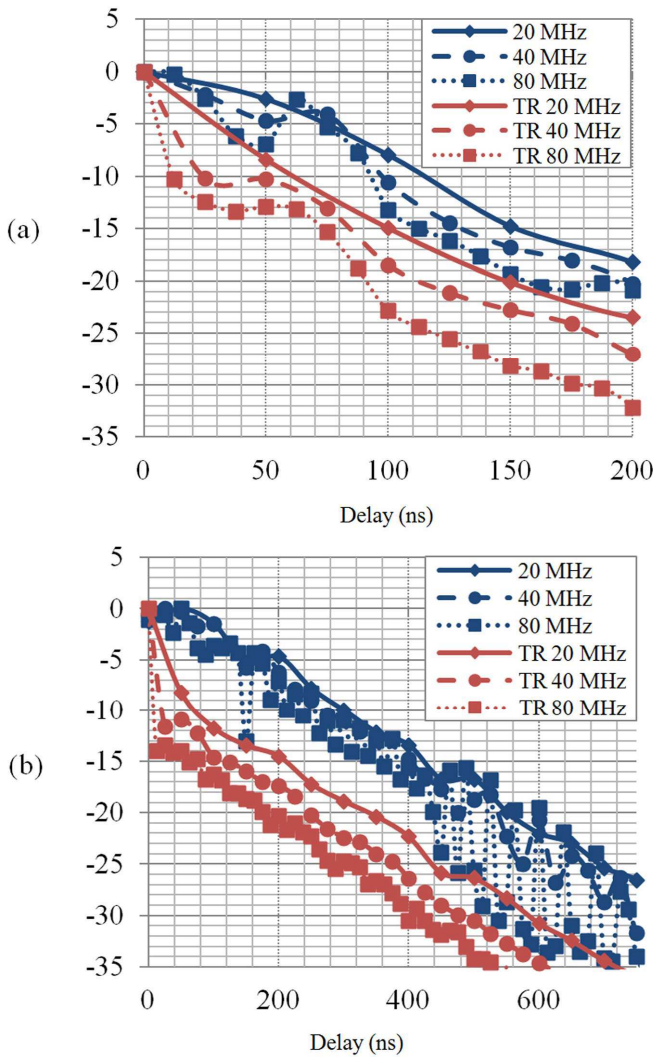 5
0
-5
-10
-15
-20
-25
-30
-35
20 MHz
40 MHz
80 MHz
TR 20 MHz
TR 40 MHz
TR 80 MHz
(a)
0 50 100 150 200
Delay (ns)
5
0
-5
-10
-15
-20
-25
-30
-35
20 MHz
40 MHz
80 MHz
TR 20 MHz
TR 40 MHz
TR 80 MHz
(b)
0 200 400 600
Delay (ns)